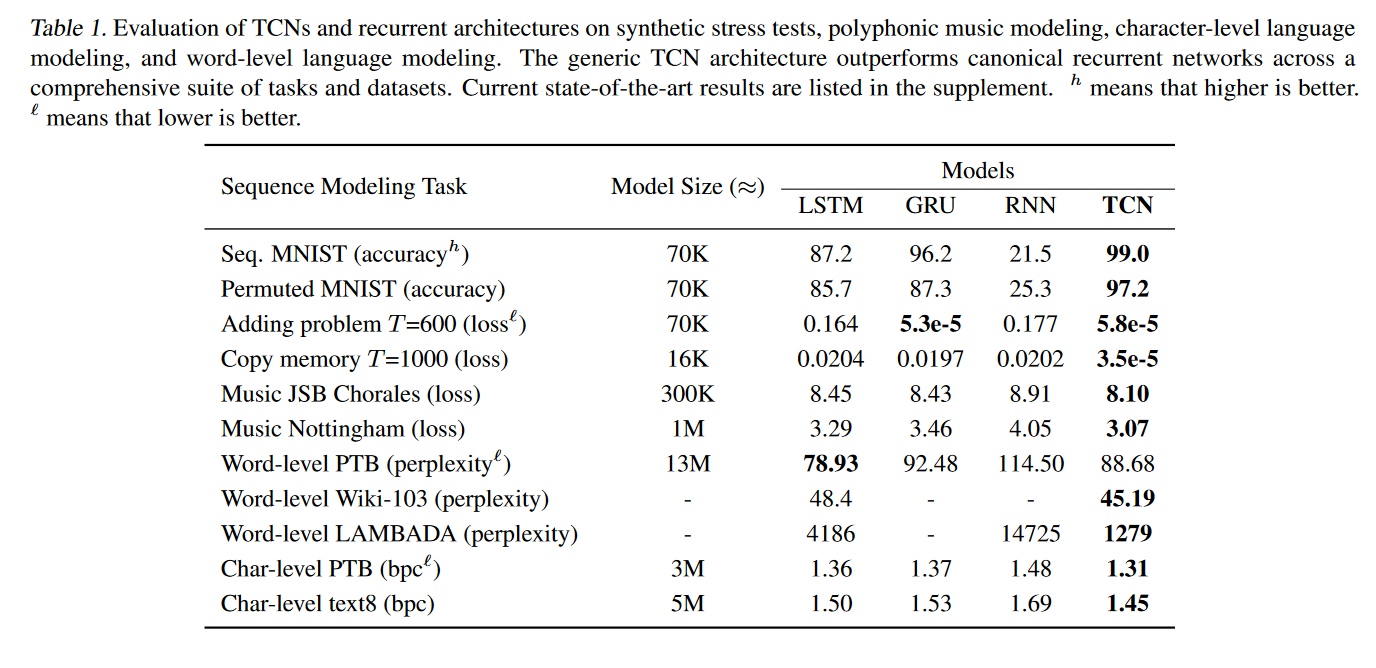 Table 1. Evaluation of TCNs and recurrent architectures on synthetic stress tests, polyphonic music modeling, character-level language
modeling, and word-level language modeling. The generic TCN architecture outperforms canonical recurrent networks across a
comprehensive suite of tasks and datasets. Current state-of-the-art results are listed in the supplement. ʰ means that higher is better.
ℓ means that lower is better.
Sequence Modeling Task Model Size (≈) Models
LSTM GRU RNN TCN
Seq. MNIST (accuracyʰ) 70K 87.2 96.2 21.5 99.0
Permuted MNIST (accuracy) 70K 85.7 87.3 25.3 97.2
Adding problem T=600 (lossℓ) 70K 0.164 5.3e-5 0.177 5.8e-5
Copy memory T=1000 (loss) 16K 0.0204 0.0197 0.0202 3.5e-5
Music JSB Chorales (loss) 300K 8.45 8.43 8.91 8.10
Music Nottingham (loss) 1M 3.29 3.46 4.05 3.07
Word-level PTB (perplexityℓ) 13M 78.93 92.48 114.50 88.68
Word-level Wiki-103 (perplexity) - 48.4 - - 45.19
Word-level LAMBADA (perplexity) - 4186 - 14725 1279
Char-level PTB (bpcℓ) 3M 1.36 1.37 1.48 1.31
Char-level text8 (bpc) 5M 1.50 1.53 1.69 1.45